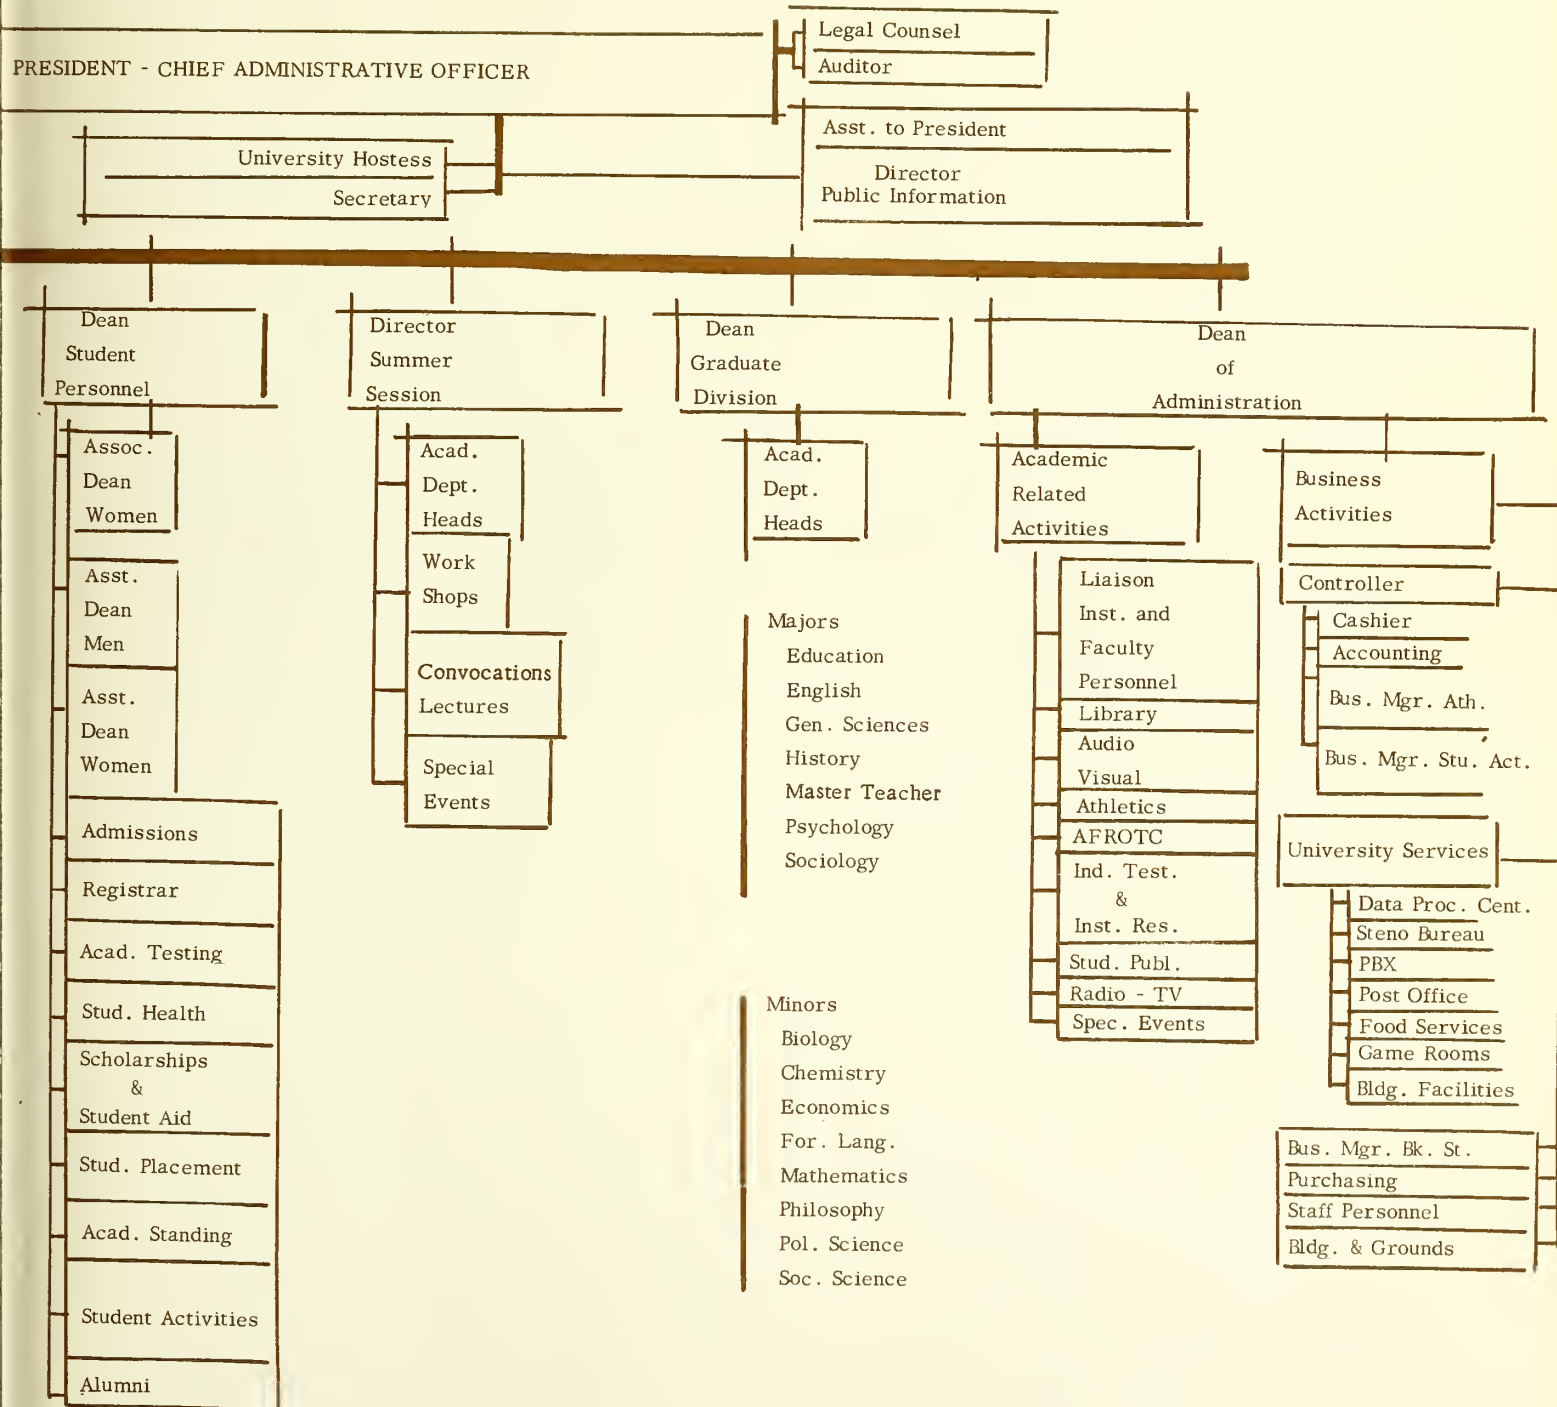 Legal Counsel
Auditor
PRESIDENT - CHIEF ADMINISTRATIVE OFFICER
Asst. to President
Director
Public Information
University Hostess
Secretary
Dean
Student
Personnel
Assoc.
Dean
Women
Asst.
Dean
Men
Asst.
Dean
Women
Admissions
Registrar
Acad. Testing
Stud. Health
Scholarships
&
Student Aid
Stud. Placement
Acad. Standing
Student Activities
Alumni
Director
Summer
Session
Acad.
Dept.
Heads
Work
Shops
Convocations
Lectures
Special
Events
Dean
Graduate
Division
Acad.
Dept.
Heads
Majors
Education
English
Gen. Sciences
History
Master Teacher
Psychology
Sociology
Minors
Biology
Chemistry
Economics
For. Lang.
Mathematics
Philosophy
Pol. Science
Soc. Science
Dean
of
Administration
Academic
Related
Activities
Liaison
Inst. and
Faculty
Personnel
Library
Audio
Visual
Athletics
AFROTC
Ind. Test.
&
Inst. Res.
Stud. Publ.
Radio - TV
Spec. Events
Business
Activities
Controller
Cashier
Accounting
Bus. Mgr. Ath.
Bus. Mgr. Stu. Act.
University Services
Data Proc. Cent.
Steno Bureau
PBX
Post Office
Food Services
Game Rooms
Bldg. Facilities
Bus. Mgr. Bk. St.
Purchasing
Staff Personnel
Bldg. & Grounds